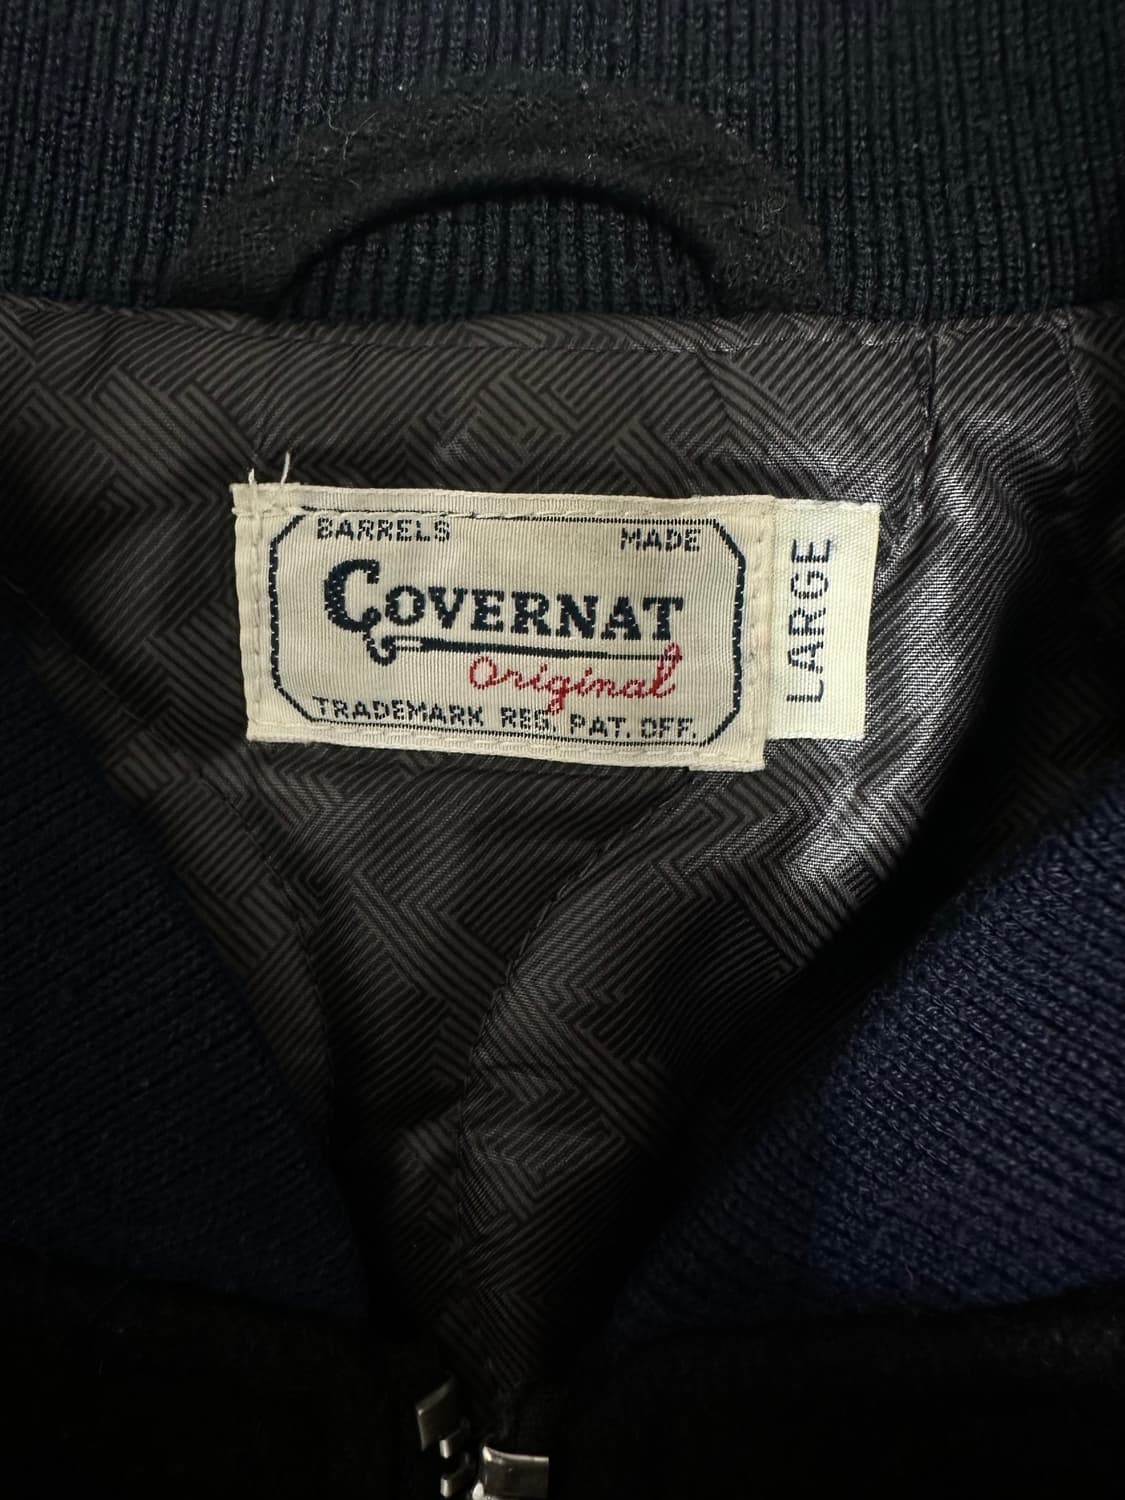 BARRELS MADE
COVERNAT
Original
TRADEMARK REG. PAT. OFF.
LARGE